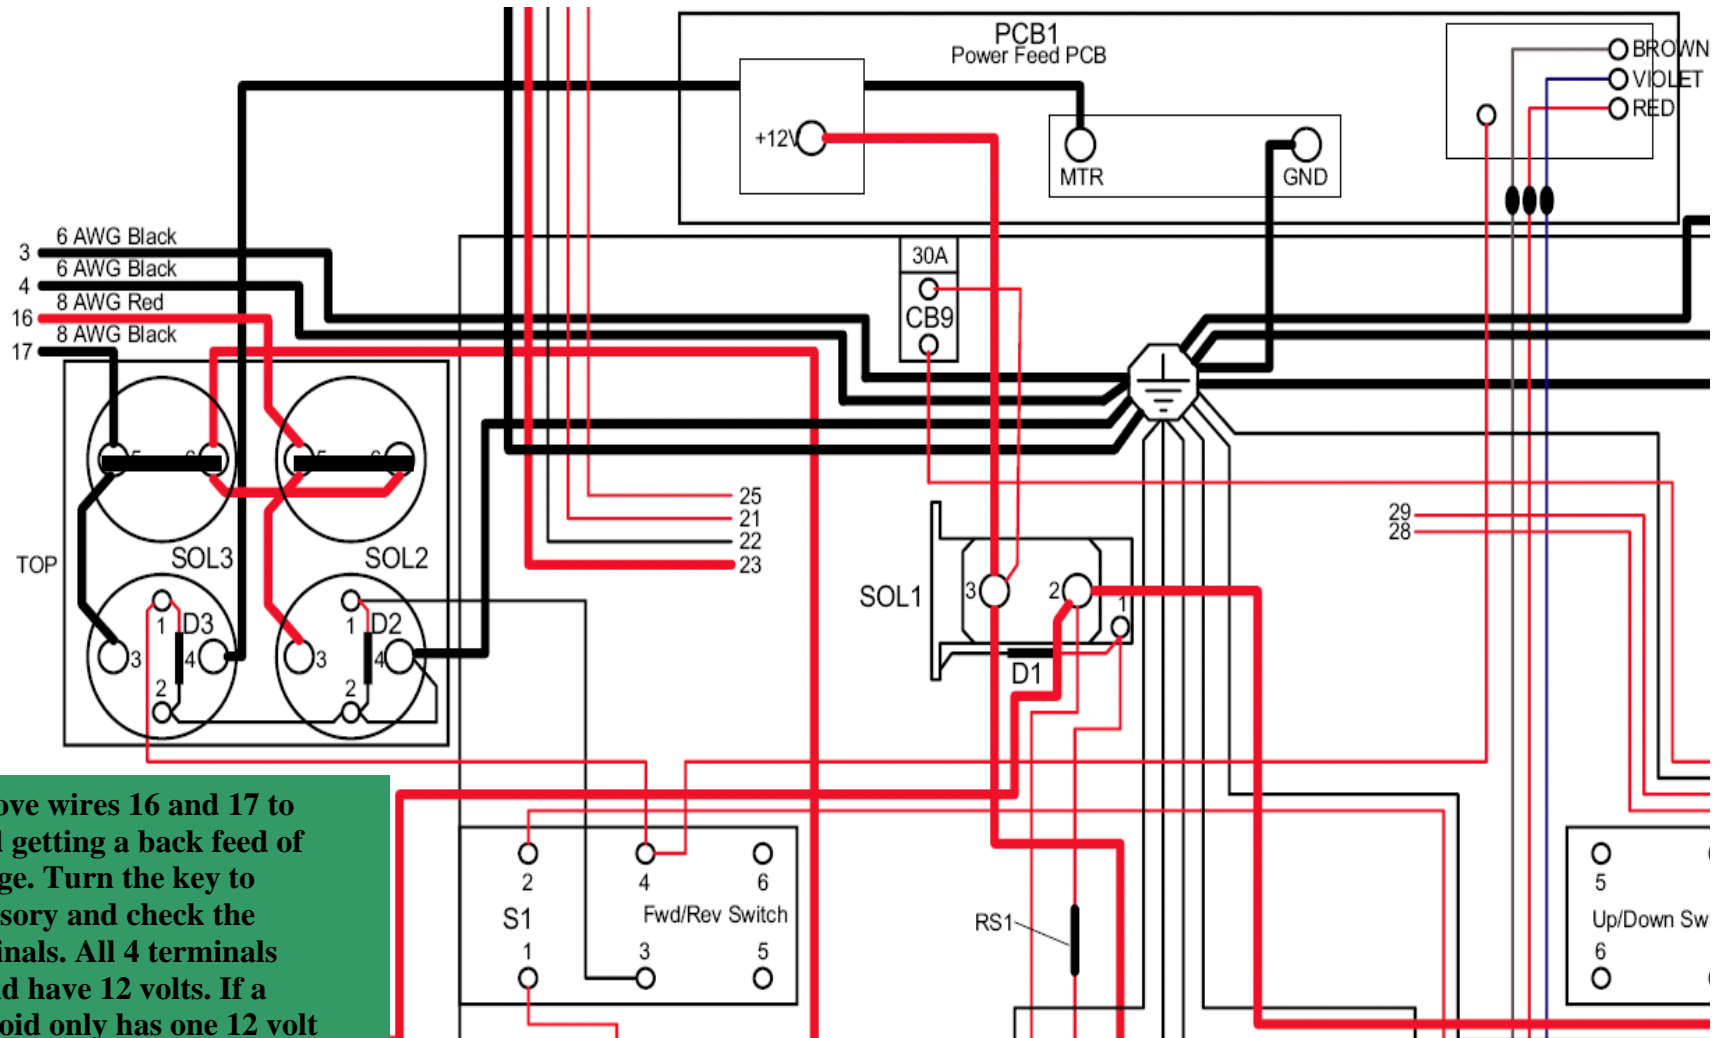 PCB1
Power Feed PCB
BROWN
VIOLET
RED
+12V
MTR
GND
6 AWG Black
3
6 AWG Black
4
8 AWG Red
16
8 AWG Black
17
30A
CB9
25
21
22
23
29
28
TOP
SOL3
SOL2
1
D3
3
4
2
1
D2
3
4
2
SOL1
3
2
1
D1
2
4
6
S1
Fwd/Rev Switch
1
3
5
RS1
5
Up/Down Sw
6
ove wires 16 and 17 to
getting a back feed of
ge. Turn the key to
sory and check the
inals. All 4 terminals
d have 12 volts. If a
oid only has one 12 volt